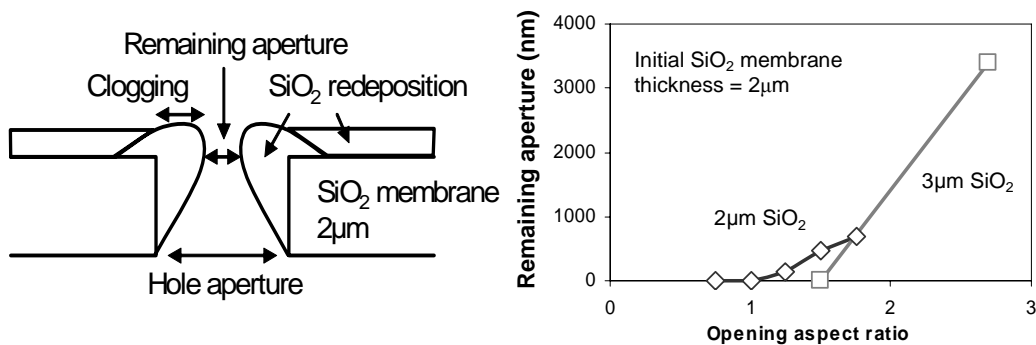 Remaining aperture
Clogging
SiO₂ redeposition
SiO₂ membrane
2µm
Hole aperture
Remaining aperture (nm)
4000
3000
2000
1000
0
Initial SiO₂ membrane
thickness = 2µm
2µm SiO₂
3µm SiO₂
0
1
2
3
Opening aspect ratio